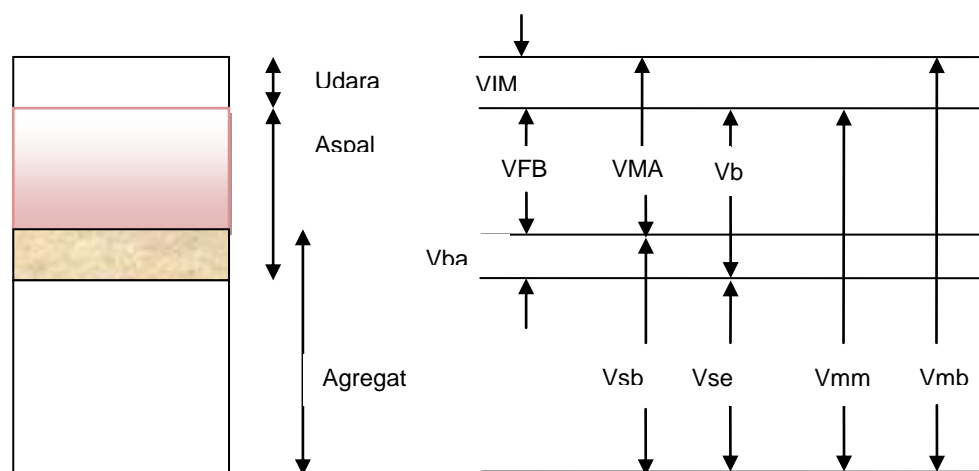 Udara
VIM
Aspal
VFB VMA Vb
Vba
Agregat Vsb Vse Vmm Vmb